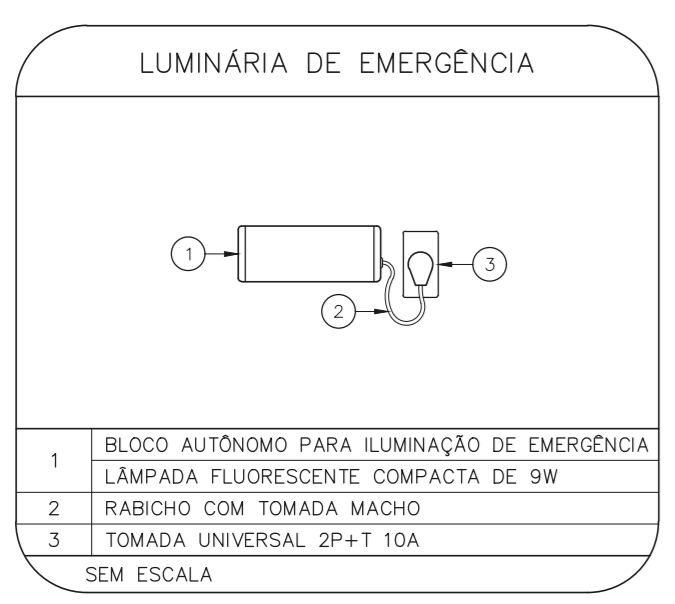 LUMINÁRIA DE EMERGÊNCIA
1
3
2
1
BLOCO AUTÔNOMO PARA ILUMINAÇÃO DE EMERGÊNCIA
LÂMPADA FLUORESCENTE COMPACTA DE 9W
2 RABICHO COM TOMADA MACHO
3 TOMADA UNIVERSAL 2P+T 10A
SEM ESCALA